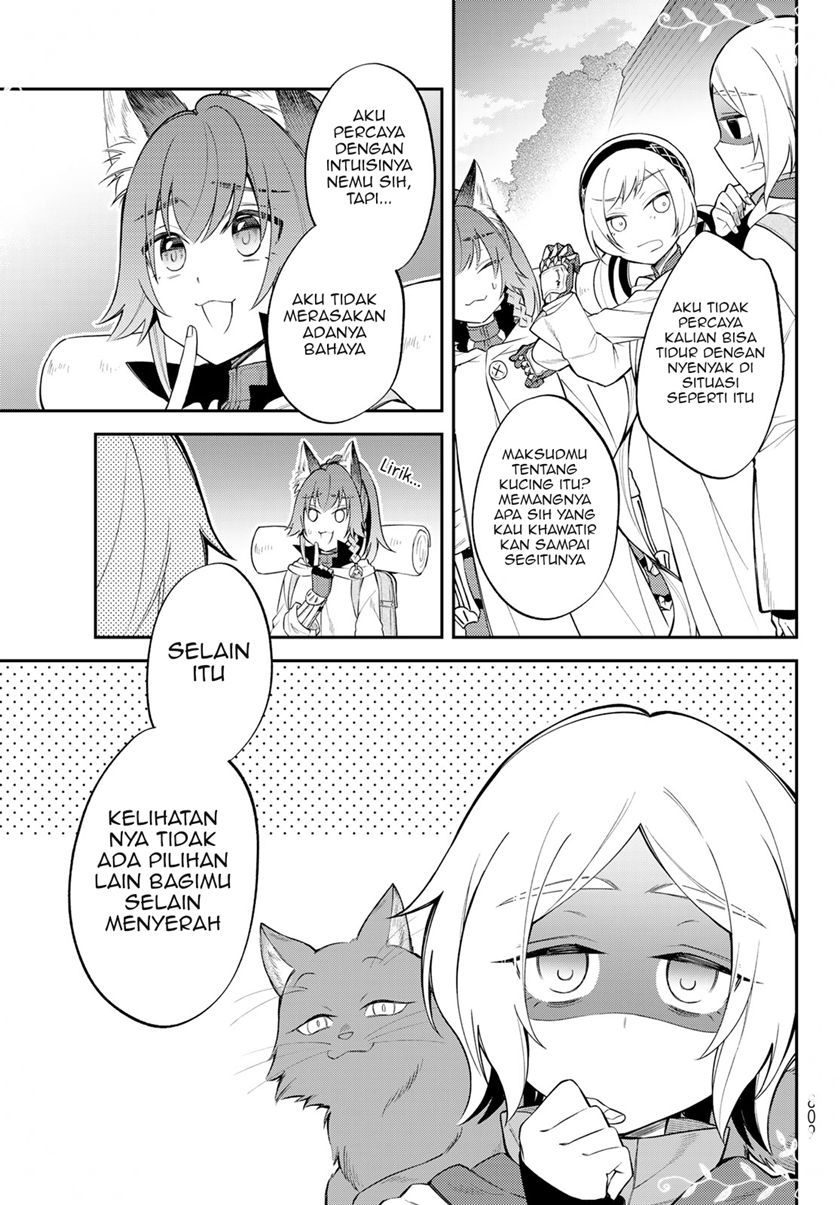 AKU TIDAK
PERCAYA
KALIAN BISA
TIDUR DENGAN
NYENYAK DI
SITUASI
SEPERTI ITU
MAKSUDMU
TENTANG
KUCING ITU?
MEMANGNYA
APA SIH YANG
KAU KHAWATIR
KAN SAMPAI
SEGITUNYA
AKU
PERCAYA
DENGAN
INTUISINYA
NEMU SIH,
TAPI...
AKU TIDAK
MERASAKAN
ADANYA
BAHAYA
Lirik...
SELAIN
ITU
KELIHATAN
NYA TIDAK
ADA PILIHAN
LAIN BAGIMU
SELAIN
MENYERAH